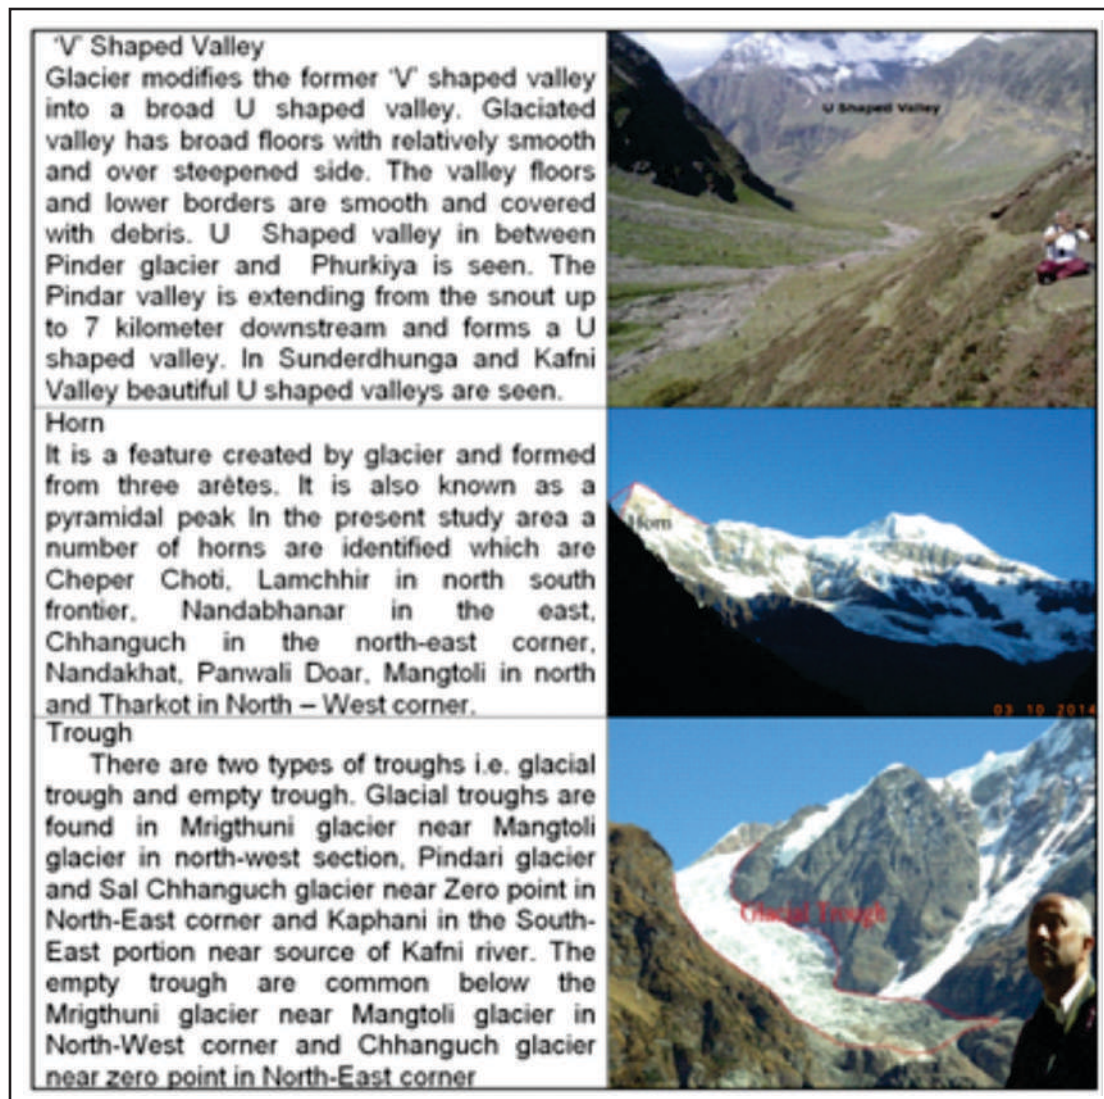 'V' Shaped Valley
Glacier modifies the former 'V' shaped valley
into a broad U shaped valley. Glaciated
valley has broad floors with relatively smooth
and over steepened side. The valley floors
and lower borders are smooth and covered
with debris. U Shaped valley in between
Pinder glacier and Phurkiya is seen. The
Pindar valley is extending from the snout up
to 7 kilometer downstream and forms a U
shaped valley. In Sunderdhunga and Kafni
Valley beautiful U shaped valleys are seen.
U Shaped Valley
Horn
It is a feature created by glacier and formed
from three arêtes. It is also known as a
pyramidal peak In the present study area a
number of horns are identified which are
Cheper Choti, Lamchhir in north south
frontier, Nandabhanar in the east,
Chhanguch in the north-east corner,
Nandakhat, Panwali Doar, Mangtoli in north
and Tharkot in North – West corner.
Horn
03 10 2014
Trough
There are two types of troughs i.e. glacial
trough and empty trough. Glacial troughs are
found in Mrigthuni glacier near Mangtoli
glacier in north-west section, Pindari glacier
and Sal Chhanguch glacier near Zero point in
North-East corner and Kaphani in the South-
East portion near source of Kafni river. The
empty trough are common below the
Mrigthuni glacier near Mangtoli glacier in
North-West corner and Chhanguch glacier
near zero point in North-East corner
Glacial Trough